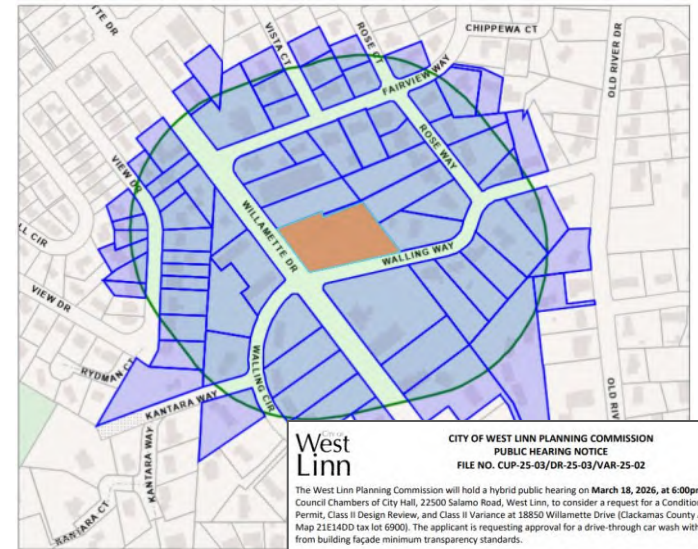 TTE DR
VISTA CT
ROSE CT
CHIPPEWA CT
OLD RIVER DR
FAIRVIEW WAY
ROSE WAY
VIEW DR
LL CIR
WILLAMETTE DR
WALLING WAY
VIEW DR
RYDMAN CT
WALLING CIR
KANTARA WAY
KANTARA WAY
KANTARA CT
OLD RIV
CITY OF
West
Linn
CITY OF WEST LINN PLANNING COMMISSION
PUBLIC HEARING NOTICE
FILE NO. CUP-25-03/DR-25-03/VAR-25-02
The West Linn Planning Commission will hold a hybrid public hearing on March 18, 2026, at 6:00pm
Council Chambers of City Hall, 22500 Salamo Road, West Linn, to consider a request for a Condition
Permit, Class II Design Review, and Class II Variance at 18850 Willamette Drive (Clackamas County
Map 21E14DD tax lot 6900). The applicant is requesting approval for a drive-through car wash with
from building façade minimum transparency standards.